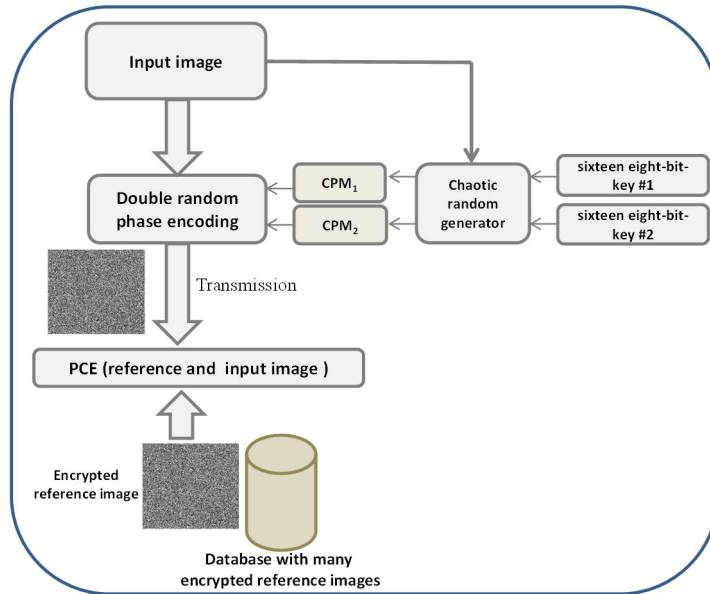 Input image
Double random
phase encoding
CPM₁
CPM₂
Chaotic
random
generator
sixteen eight-bit-
key #1
sixteen eight-bit-
key #2
Transmission
PCE (reference and input image )
Encrypted
reference image
Database with many
encrypted reference images